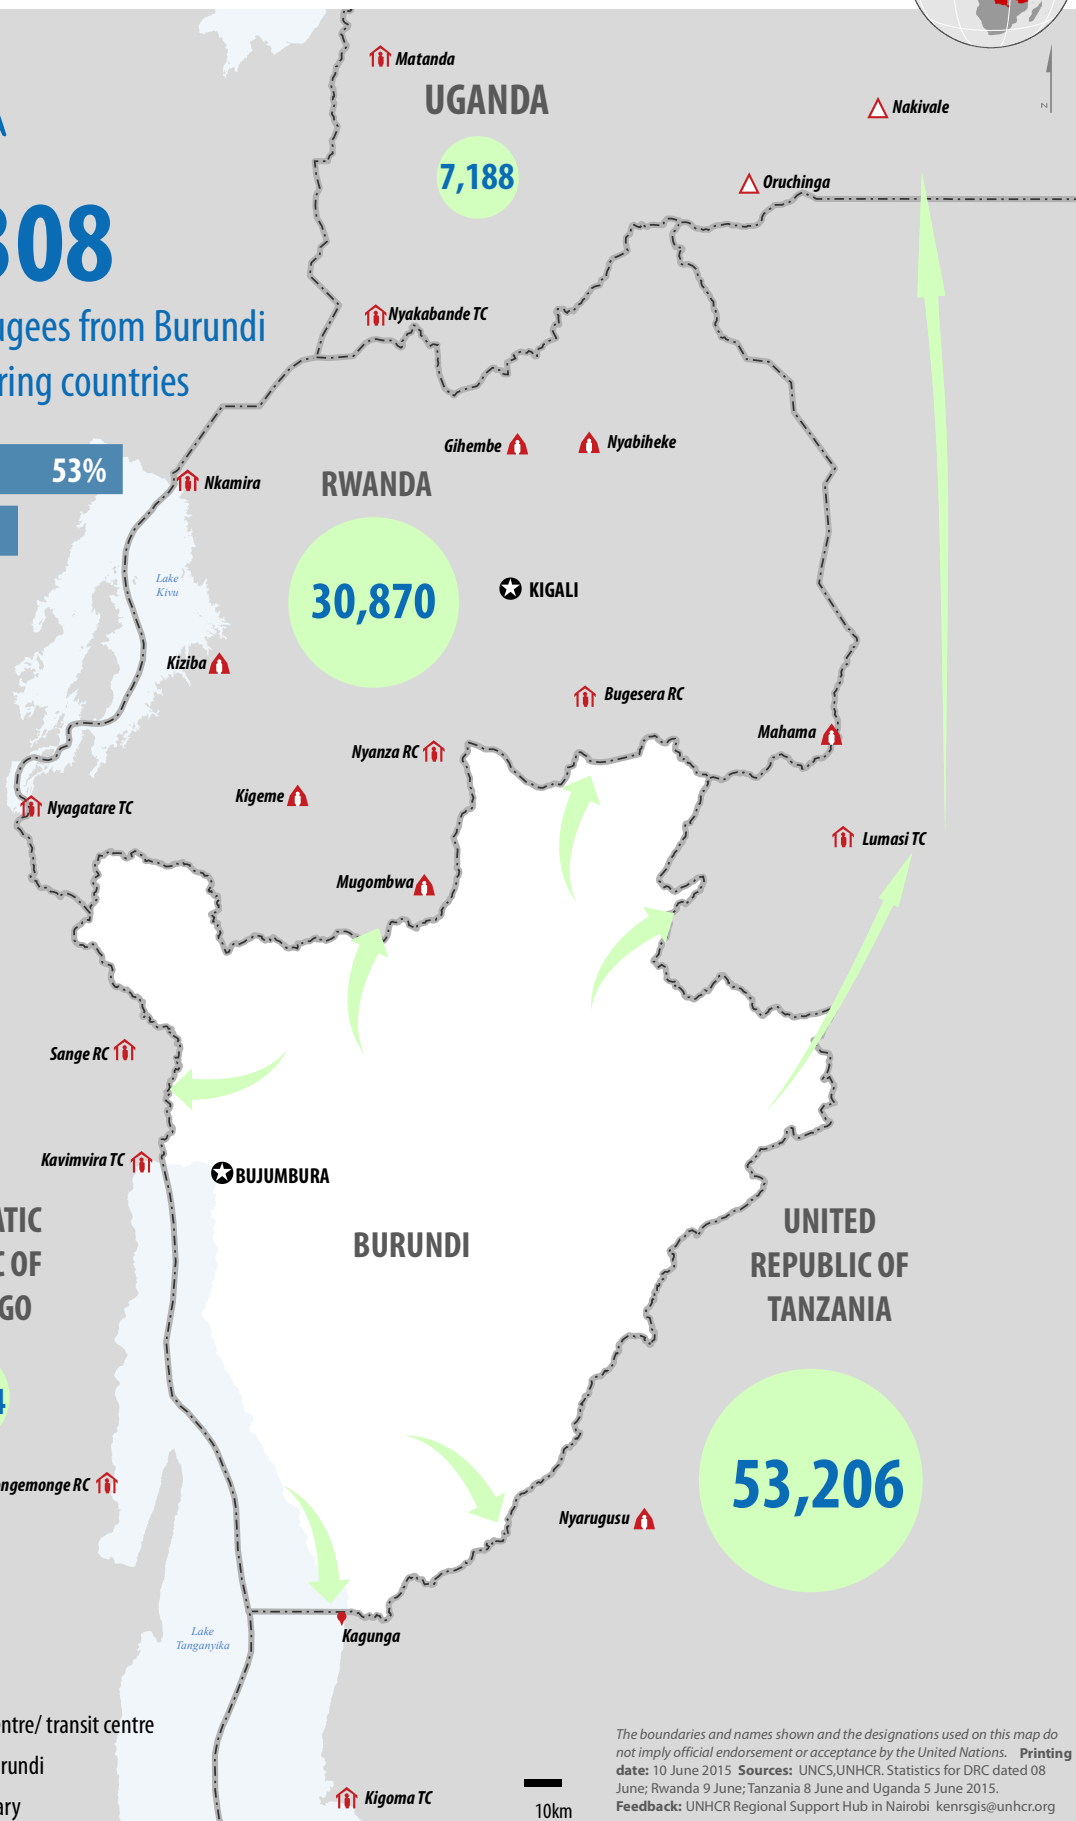 Matanda
UGANDA
7,188
Nakivale
N
Oruchinga
308
Nyakabande TC
ugees from Burundi
ring countries
53%
Gihembe
Nyabiheke
Nkamira
RWANDA
30,870
KIGALI
Lake
Kivu
Kiziba
Bugesera RC
Mahama
Nyanza RC
Kigeme
Nyagatare TC
Lumasi TC
Mugombwa
Sange RC
Kavimvira TC
BUJUMBURA
BURUNDI
ATIC
C OF
GO
UNITED
REPUBLIC OF
TANZANIA
4
53,206
ongemonge RC
Nyarugusu
Lake
Tanganyika
Kagunga
entre/ transit centre
rundi
ary
Kigoma TC
10km
The boundaries and names shown and the designations used on this map do
not imply official endorsement or acceptance by the United Nations. Printing
date: 10 June 2015 Sources: UNCS,UNHCR. Statistics for DRC dated 08
June; Rwanda 9 June; Tanzania 8 June and Uganda 5 June 2015.
Feedback: UNHCR Regional Support Hub in Nairobi kenrsgis@unhcr.org